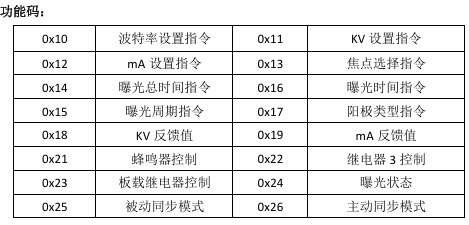 功能码：
0x10 波特率设置指令 0x11 KV 设置指令
0x12 mA 设置指令 0x13 焦点选择指令
0x14 曝光总时间指令 0x16 曝光时间指令
0x15 曝光周期指令 0x17 阳极类型指令
0x18 KV 反馈值 0x19 mA 反馈值
0x21 蜂鸣器控制 0x22 继电器 3 控制
0x23 板载继电器控制 0x24 曝光状态
0x25 被动同步模式 0x26 主动同步模式